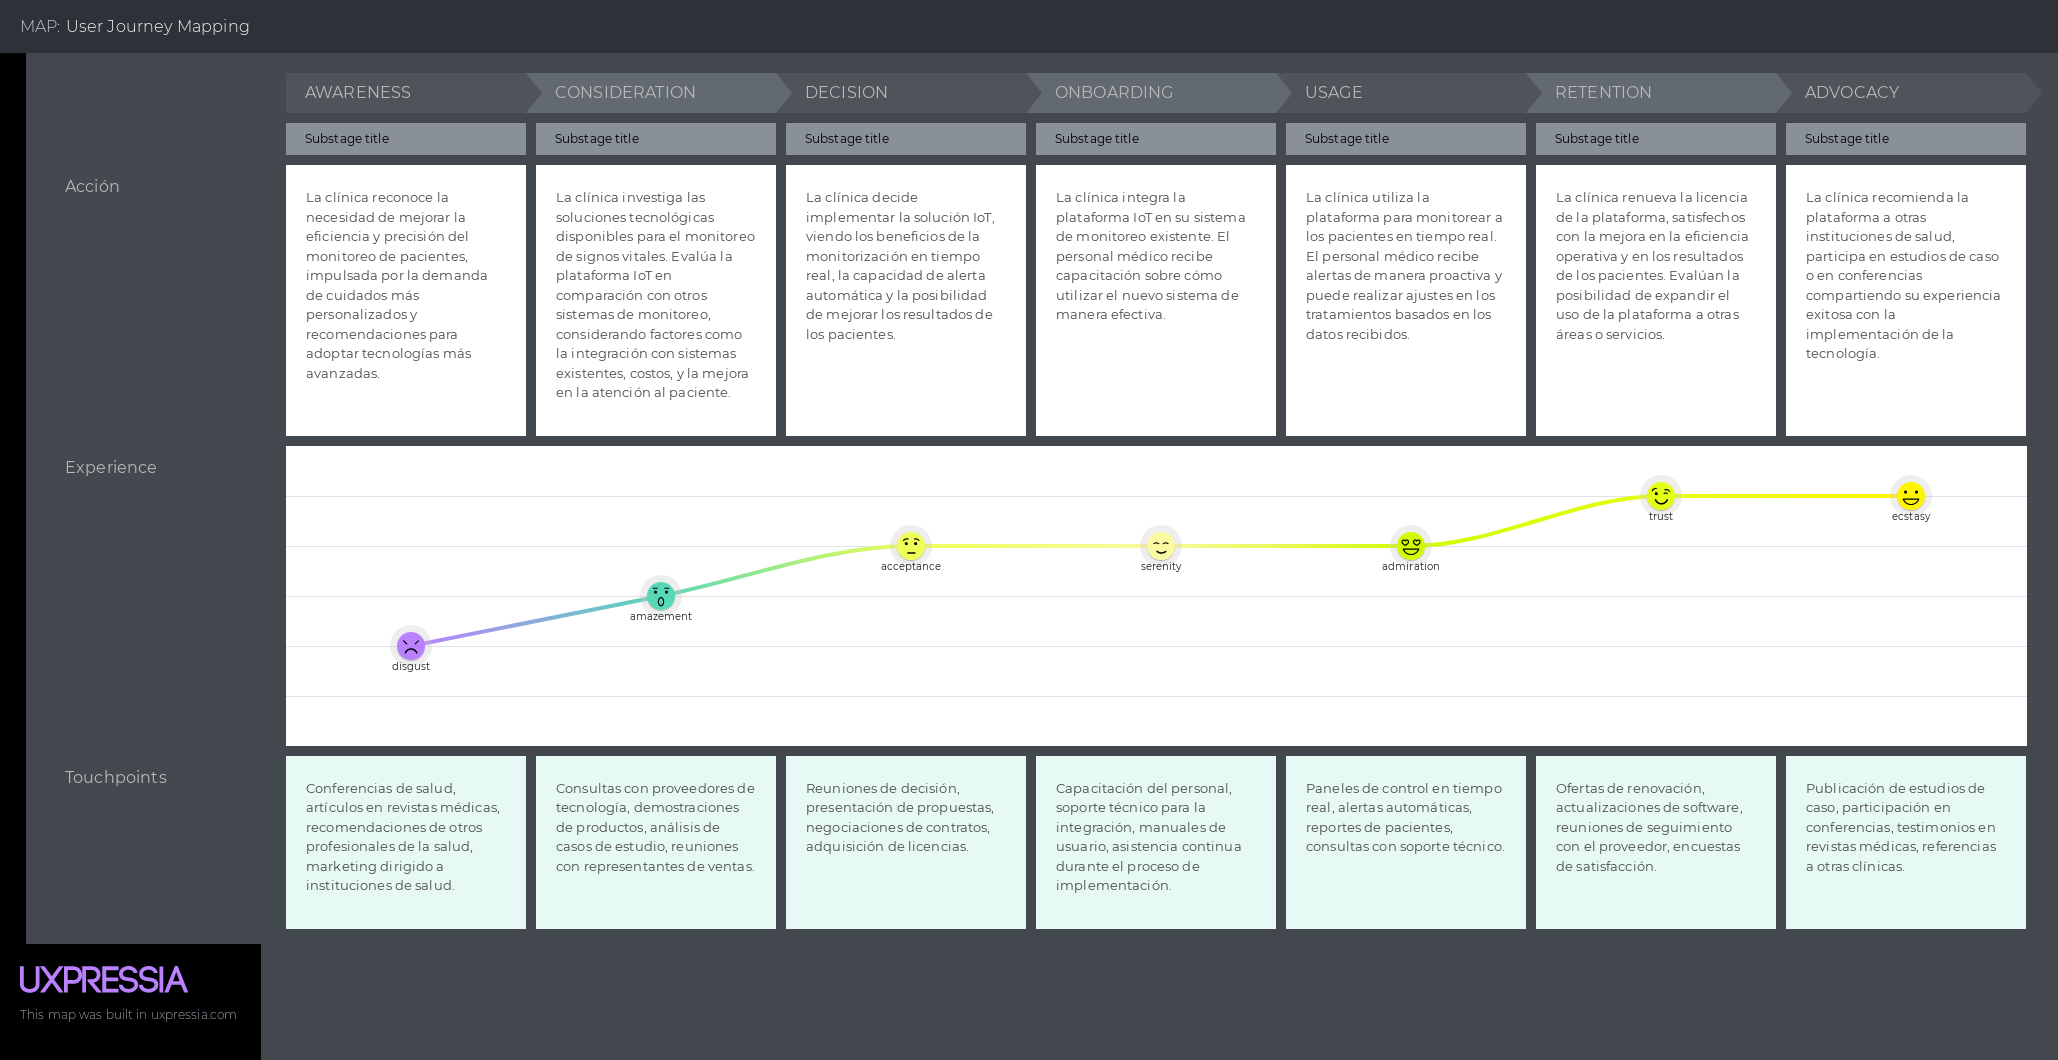 MAP: User Journey Mapping
AWARENESS
CONSIDERATION
DECISION
ONBOARDING
USAGE
RETENTION
ADVOCACY
Substage title
Substage title
Substage title
Substage title
Substage title
Substage title
Substage title
Acción
La clínica reconoce la
necesidad de mejorar la
eficiencia y precisión del
monitoreo de pacientes,
impulsada por la demanda
de cuidados más
personalizados y
recomendaciones para
adoptar tecnologías más
avanzadas.
La clínica investiga las
soluciones tecnológicas
disponibles para el monitoreo
de signos vitales. Evalúa la
plataforma IoT en
comparación con otros
sistemas de monitoreo,
considerando factores como
la integración con sistemas
existentes, costos, y la mejora
en la atención al paciente.
La clínica decide
implementar la solución IoT,
viendo los beneficios de la
monitorización en tiempo
real, la capacidad de alerta
automática y la posibilidad
de mejorar los resultados de
los pacientes.
La clínica integra la
plataforma IoT en su sistema
de monitoreo existente. El
personal médico recibe
capacitación sobre cómo
utilizar el nuevo sistema de
manera efectiva.
La clínica utiliza la
plataforma para monitorear a
los pacientes en tiempo real.
El personal médico recibe
alertas de manera proactiva y
puede realizar ajustes en los
tratamientos basados en los
datos recibidos.
La clínica renueva la licencia
de la plataforma, satisfechos
con la mejora en la eficiencia
operativa y en los resultados
de los pacientes. Evalúan la
posibilidad de expandir el
uso de la plataforma a otras
áreas o servicios.
La clínica recomienda la
plataforma a otras
instituciones de salud,
participa en estudios de caso
o en conferencias
compartiendo su experiencia
exitosa con la
implementación de la
tecnología.
Experience
disgust
amazement
acceptance
serenity
admiration
trust
ecstasy
Touchpoints
Conferencias de salud,
artículos en revistas médicas,
recomendaciones de otros
profesionales de la salud,
marketing dirigido a
instituciones de salud.
Consultas con proveedores de
tecnología, demostraciones
de productos, análisis de
casos de estudio, reuniones
con representantes de ventas.
Reuniones de decisión,
presentación de propuestas,
negociaciones de contratos,
adquisición de licencias.
Capacitación del personal,
soporte técnico para la
integración, manuales de
usuario, asistencia continua
durante el proceso de
implementación.
Paneles de control en tiempo
real, alertas automáticas,
reportes de pacientes,
consultas con soporte técnico.
Ofertas de renovación,
actualizaciones de software,
reuniones de seguimiento
con el proveedor, encuestas
de satisfacción.
Publicación de estudios de
caso, participación en
conferencias, testimonios en
revistas médicas, referencias
a otras clínicas.
UXPRESSIA
This map was built in uxpressia.com